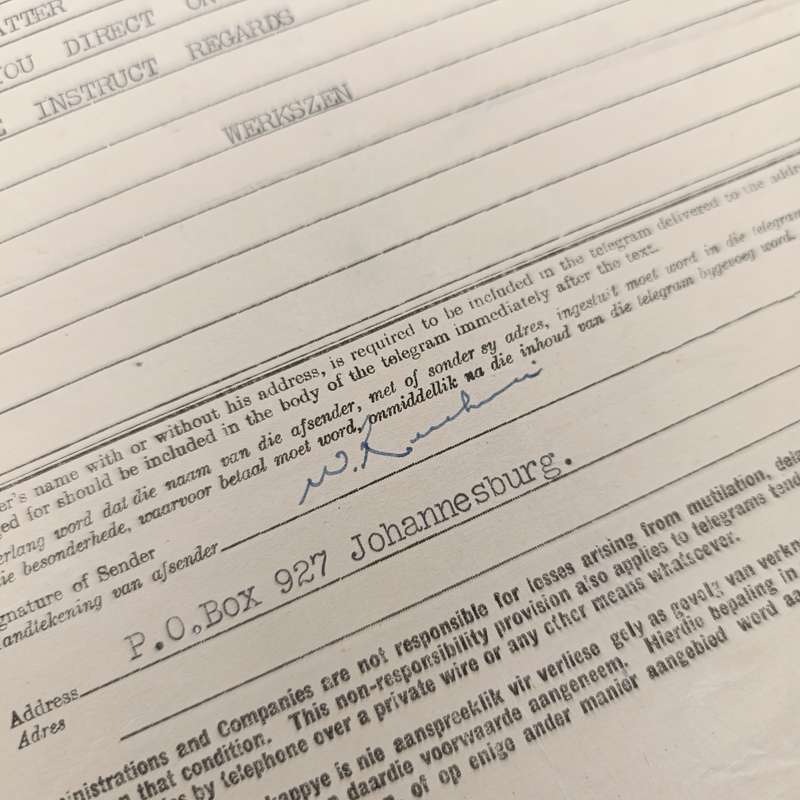 ATTER
YOU DIRECT ON
INSTRUCT REGARDS
WERKSZEN
er's name with or without his address, is required to be included in the telegram delivered to the addre
ged for should be included in the body of the telegram immediately after the text.
erlang word dat die naam van die afsender, met of sonder sy adres, ingesluit moet word in die telegram
ie besonderhede, waarvoor betaal moet word, onmiddellik na die inhoud van die telegram bygevoeg word.
gnature of Sender
andtekening van afsender
W.
P.O.Box 927 Johannesburg.
Address
Adres
inistrations and Companies are not responsible for losses arising from mutilation, dela
n that condition. This non-responsibility provision also applies to telegrams tend
es by telephone over a private wire or any other means whatsoever.
kappye is nie aanspreeklik vir verliese gely as gevolg van verkn
daardie voorwaarde aangeneem. Hierdie bepaling in
of op enige ander manier aangebied word aa